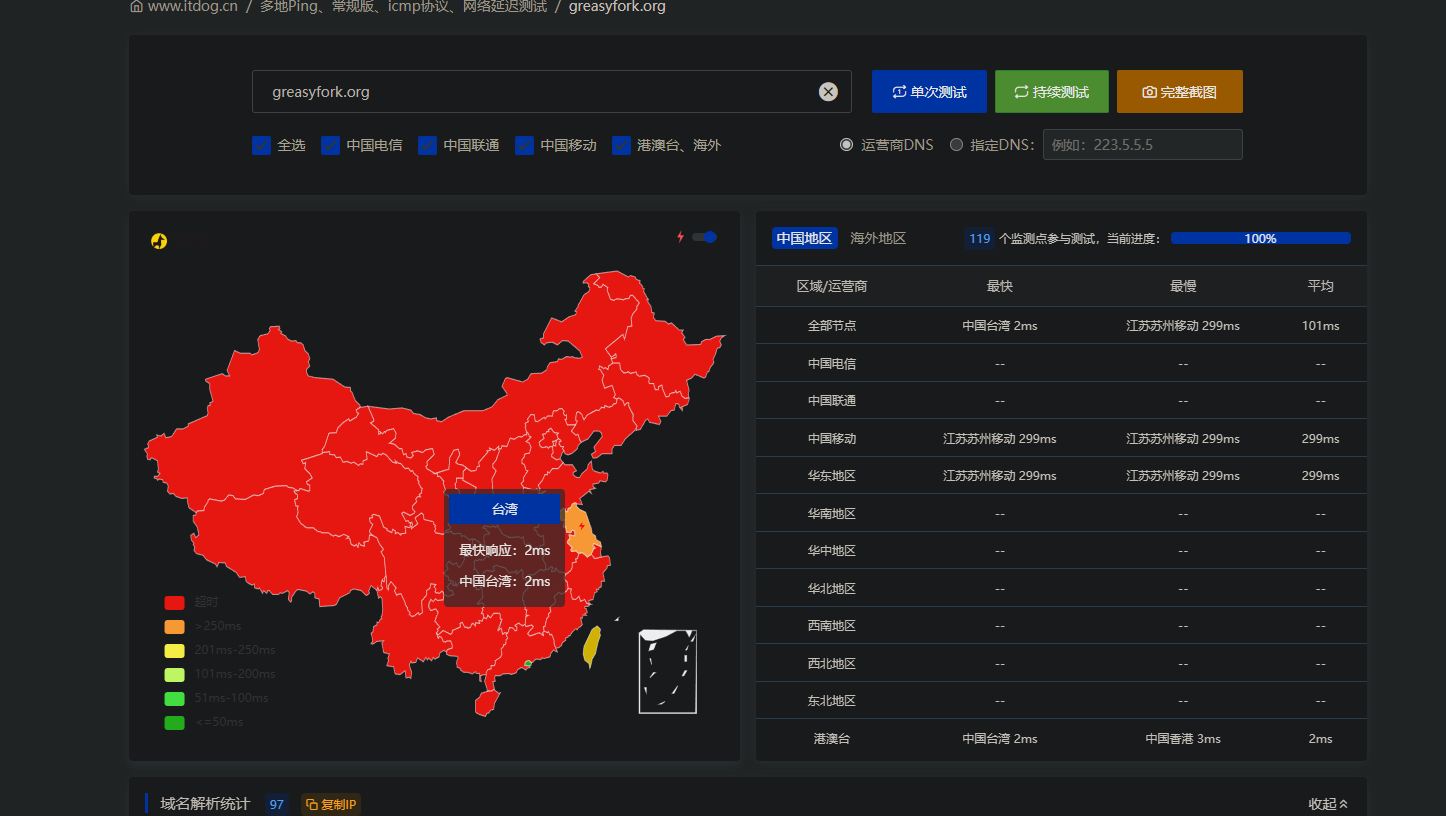 www.itdog.cn / 多地Ping、常规版、icmp协议、网络延迟测试 / greasyfork.org
greasyfork.org
单次测试
持续测试
完整截图
全选 中国电信 中国联通 中国移动 港澳台、海外
运营商DNS 指定DNS： 例如：223.5.5.5
台湾
最快响应：2ms
中国台湾：2ms
超时
>250ms
201ms-250ms
101ms-200ms
51ms-100ms
<=50ms
中国地区 海外地区 119 个监测点参与测试，当前进度： 100%
区域/运营商 最快 最慢 平均
全部节点 中国台湾 2ms 江苏苏州移动 299ms 101ms
中国电信 -- -- --
中国联通 -- -- --
中国移动 江苏苏州移动 299ms 江苏苏州移动 299ms 299ms
华东地区 江苏苏州移动 299ms 江苏苏州移动 299ms 299ms
华南地区 -- -- --
华中地区 -- -- --
华北地区 -- -- --
西南地区 -- -- --
西北地区 -- -- --
东北地区 -- -- --
港澳台 中国台湾 2ms 中国香港 3ms 2ms
域名解析统计 97 复制IP 收起